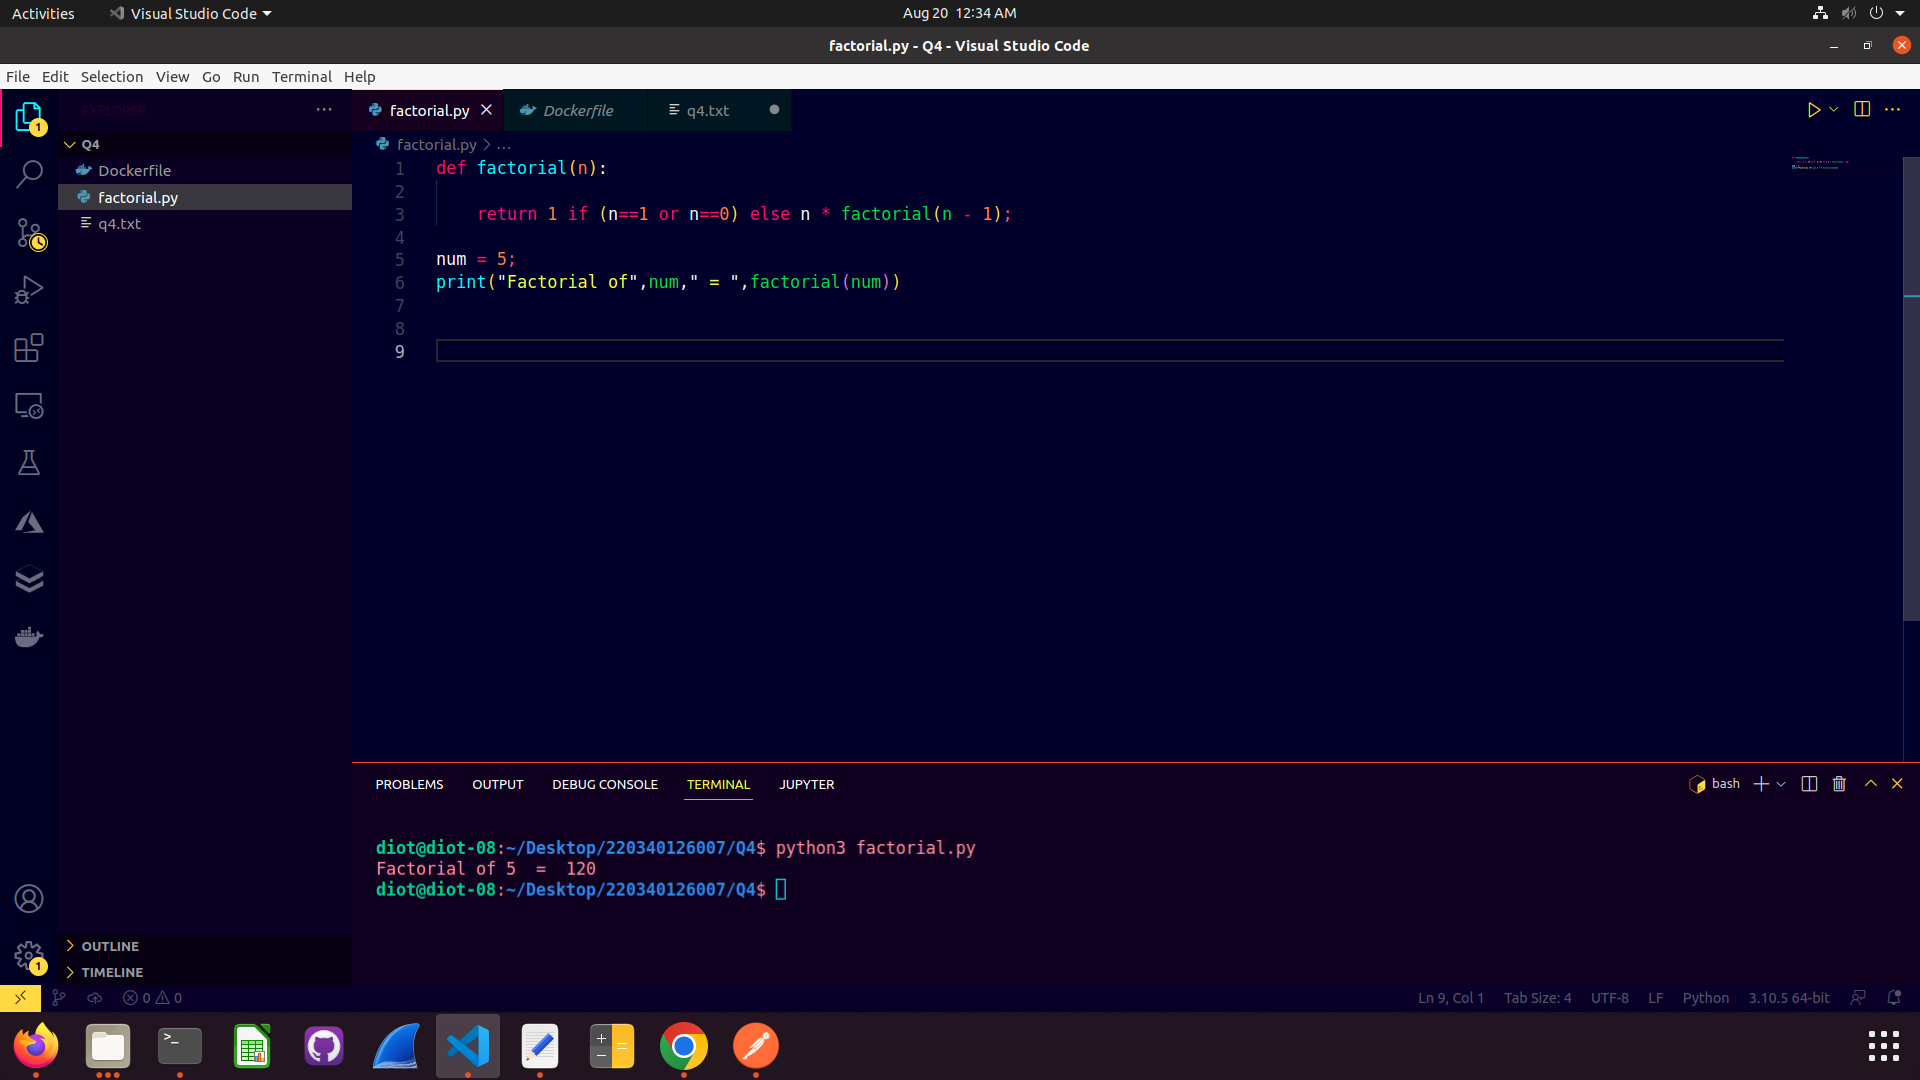 Activities Visual Studio Code Aug 20 12:34 AM
factorial.py - Q4 - Visual Studio Code
File Edit Selection View Go Run Terminal Help
EXPLORER
factorial.py Dockerfile q4.txt
Q4
Dockerfile
factorial.py
q4.txt
factorial.py > ...
1 def factorial(n):
2
3 return 1 if (n==1 or n==0) else n * factorial(n - 1);
4
5 num = 5;
6 print("Factorial of",num," = ",factorial(num))
7
8
9
PROBLEMS OUTPUT DEBUG CONSOLE TERMINAL JUPYTER bash
diot@diot-08:~/Desktop/220340126007/Q4$ python3 factorial.py
Factorial of 5  =  120
diot@diot-08:~/Desktop/220340126007/Q4$
OUTLINE
TIMELINE
1
1
0 0 Ln 9, Col 1 Tab Size: 4 UTF-8 LF Python 3.10.5 64-bit